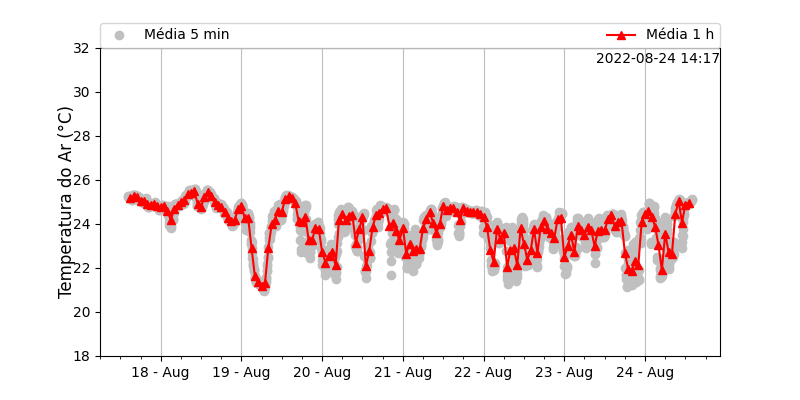 Média 5 min
Média 1 h
2022-08-24 14:17
Temperatura do Ar (°C)
32
30
28
26
24
22
20
18
18 - Aug
19 - Aug
20 - Aug
21 - Aug
22 - Aug
23 - Aug
24 - Aug